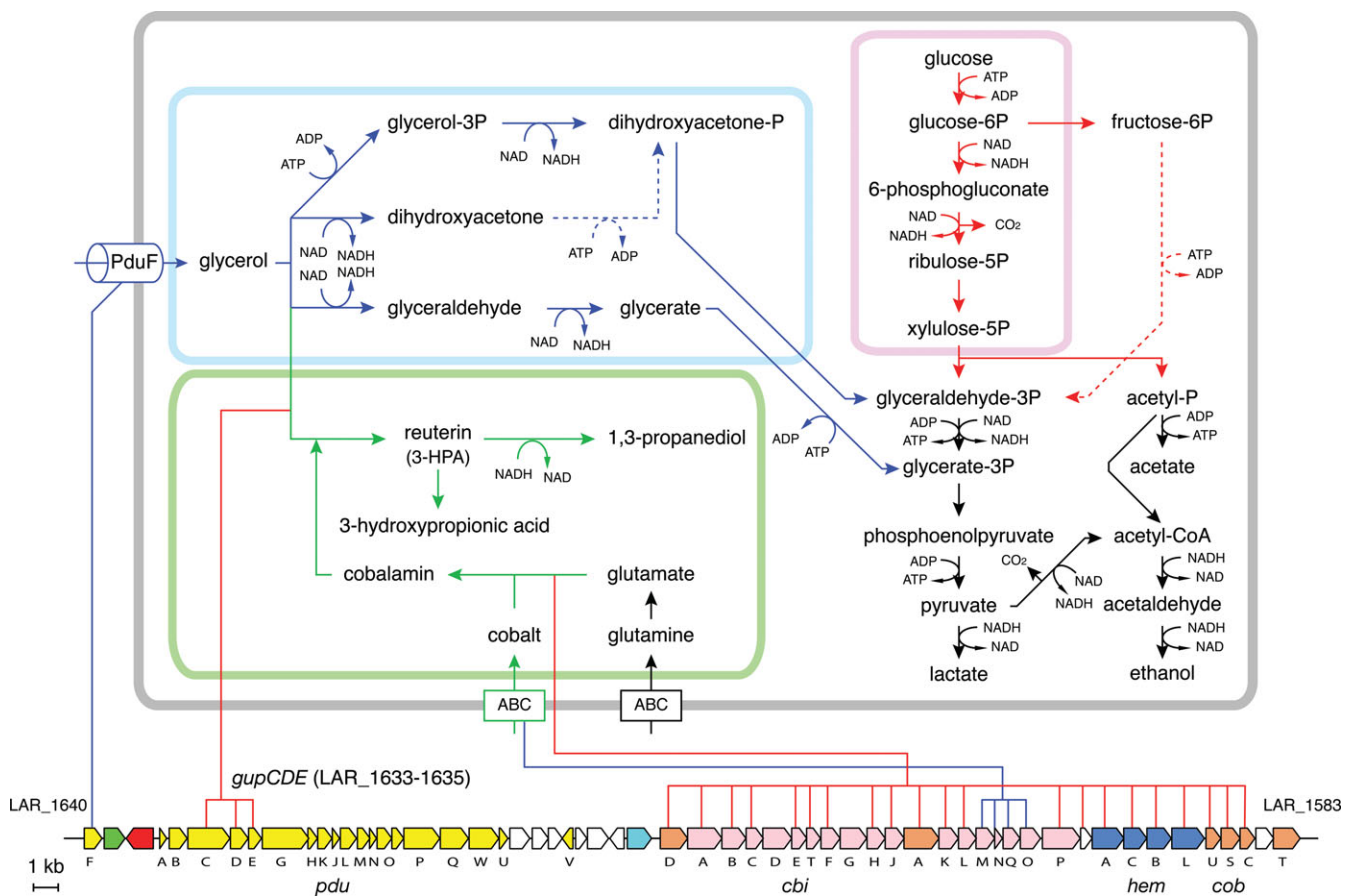 glucose
ATP
ADP
glycerol-3P
dihydroxyacetone-P
glucose-6P
fructose-6P
ADP
ATP
NAD
NADH
NAD
NADH
6-phosphogluconate
dihydroxyacetone
NAD
NADH
CO2
NAD
NADH
ATP
ADP
PduF
glycerol
NAD
NADH
ribulose-5P
ATP
ADP
glyceraldehyde
glycerate
NAD
NADH
xylulose-5P
glyceraldehyde-3P
acetyl-P
reuterin
(3-HPA)
1,3-propanediol
ADP
ATP
ADP
ATP
NAD
NADH
ADP
ATP
NADH
NAD
glycerate-3P
acetate
3-hydroxypropionic acid
phosphoenolpyruvate
acetyl-CoA
cobalamin
glutamate
ADP
ATP
CO2
NAD
NADH
NADH
NAD
pyruvate
acetaldehyde
cobalt
glutamine
NADH
NAD
NADH
NAD
lactate
ethanol
ABC
ABC
gupCDE (LAR_1633-1635)
LAR_1640
LAR_1583
F A B C D E G H K J L M N O P Q W U V D A B C D E T F G H J A K L M N Q O P A C B L U S C T
1 kb
pdu
cbi
hem
cob